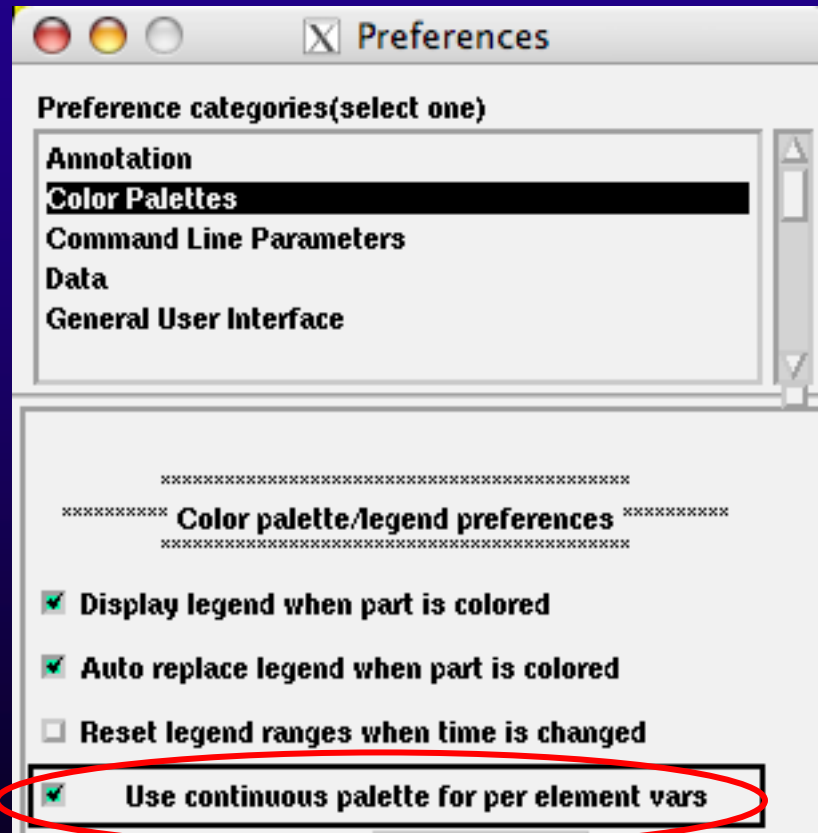 Preferences
Preference categories(select one)
Annotation
Color Palettes
Command Line Parameters
Data
General User Interface
********************************************
********** Color palette/legend preferences **********
********************************************
Display legend when part is colored
Auto replace legend when part is colored
Reset legend ranges when time is changed
Use continuous palette for per element vars